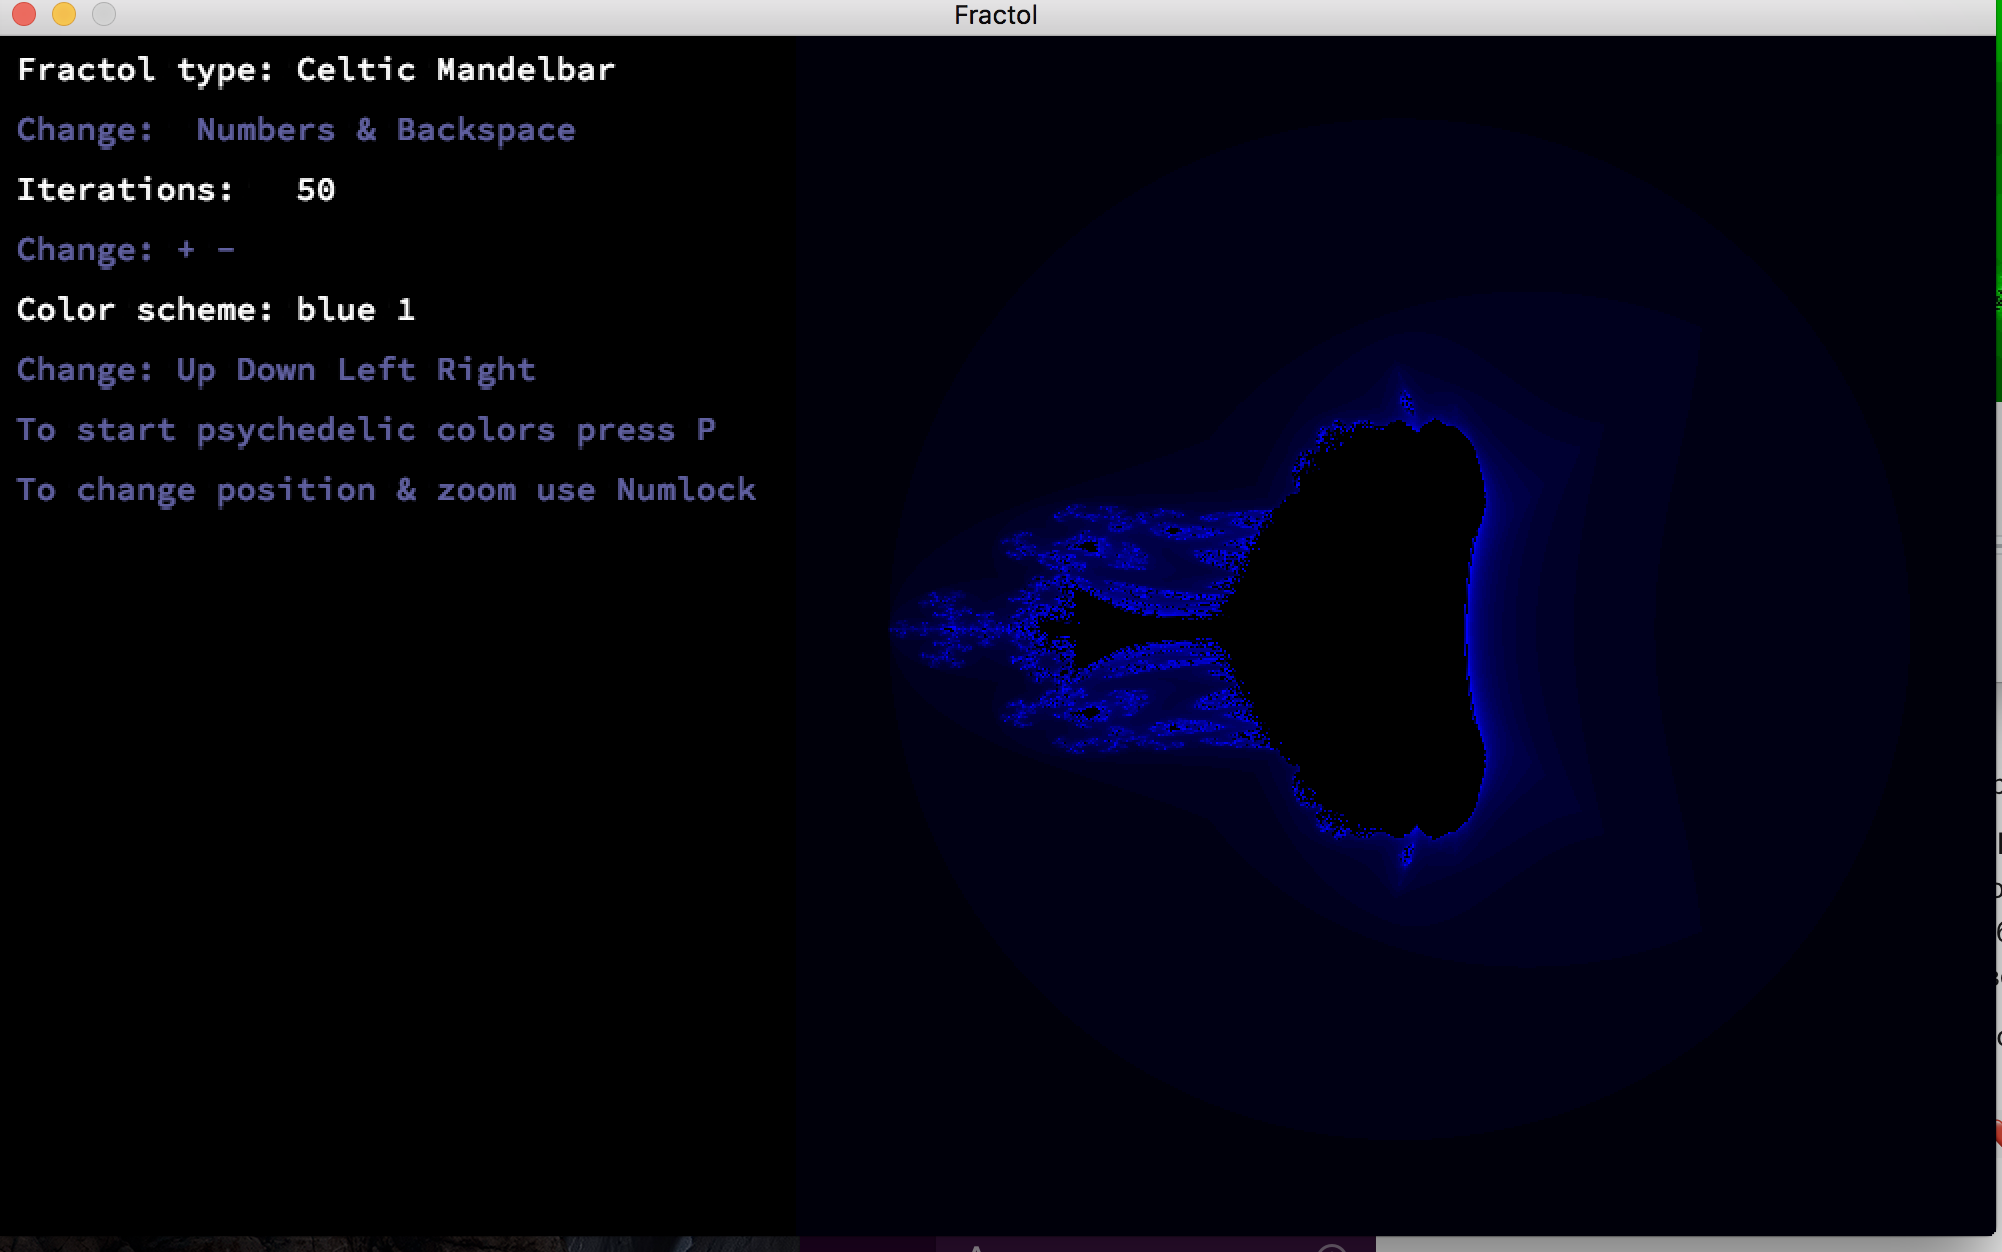 Fractol
Fractol type: Celtic Mandelbar
Change:  Numbers & Backspace
Iterations:   50
Change: + -
Color scheme: blue 1
Change: Up Down Left Right
To start psychedelic colors press P
To change position & zoom use Numlock